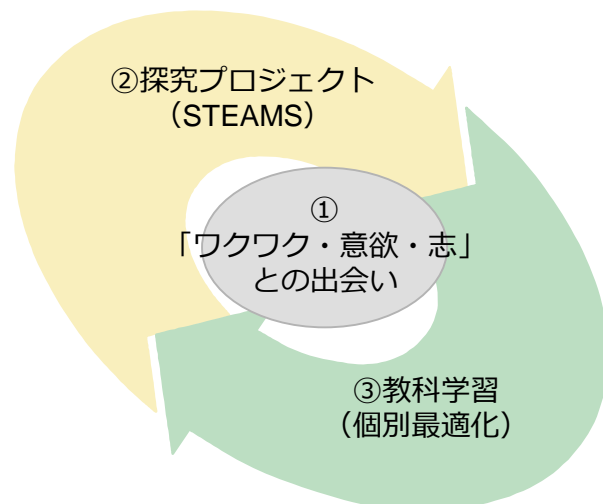 ②探究プロジェクト
（STEAMS）
①
「ワクワク・意欲・志」
との出会い
③教科学習
（個別最適化）